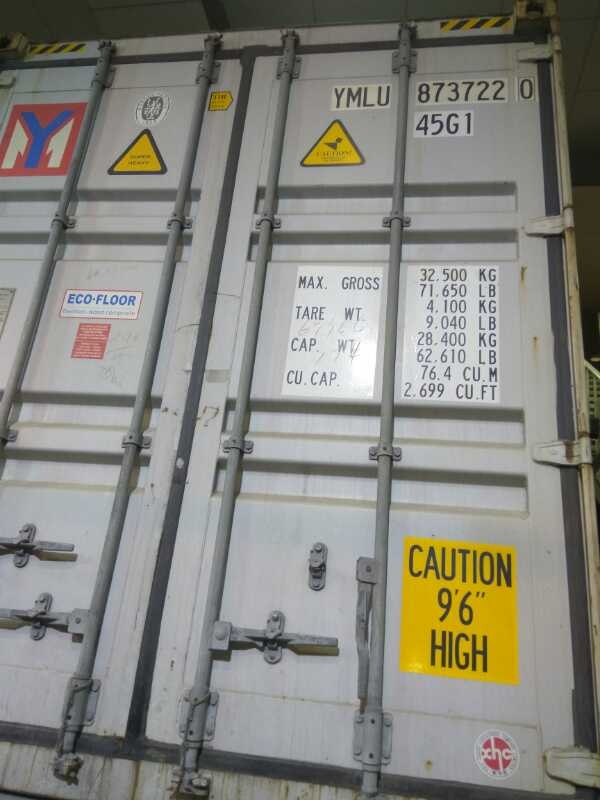 YMLU 873722 0
45G1
YM
SUPER
HEAVY
CAUTION!
MAX. GROSS 32.500 KG
71.650 LB
TARE WT. 4.100 KG
9.040 LB
CAP. WT. 28.400 KG
62.610 LB
CU.CAP. 76.4 CU.M
2.699 CU.FT
ECO-FLOOR
CAUTION
9'6"
HIGH
xhc